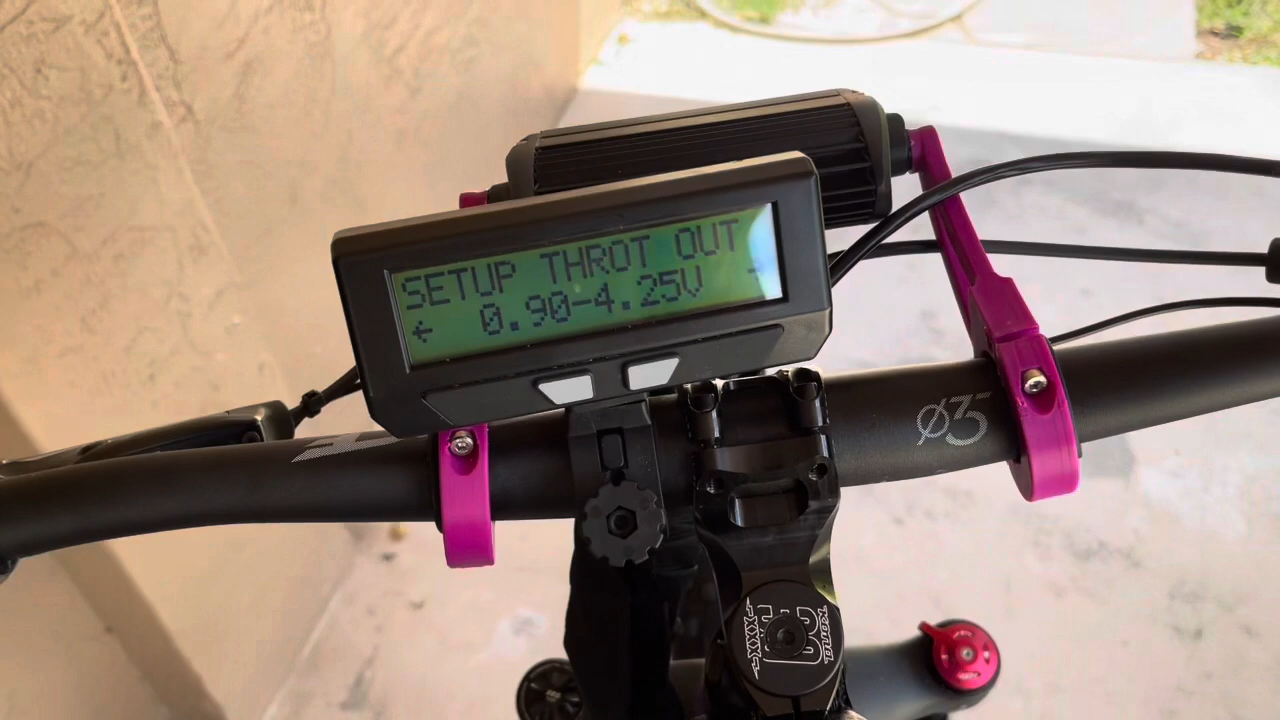 SETUP THROT OUT
← 0.90-4.25V →
Ø35